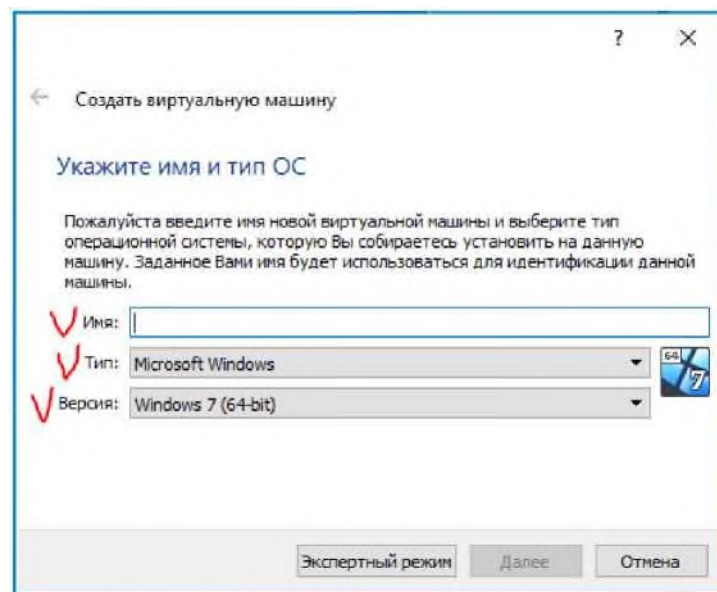 ?
Создать виртуальную машину
Укажите имя и тип ОС
Пожалуйста введите имя новой виртуальной машины и выберите тип
операционной системы, которую Вы собираетесь установить на данную
машину. Заданное Вами имя будет использоваться для идентификации данной
машины.
Имя:
Тип: Microsoft Windows
64
7
Версия: Windows 7 (64-bit)
Экспертный режим Далее Отмена